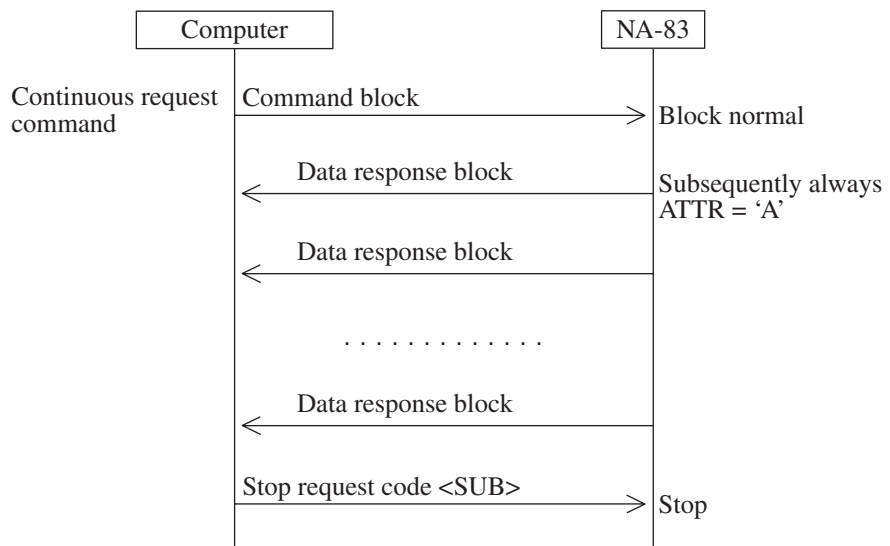 Computer
NA-83
Continuous request
command
Command block
Block normal
Data response block
Subsequently always
ATTR = ‘A’
Data response block
. . . . . . . . . . . . .
Data response block
Stop request code <SUB>
Stop